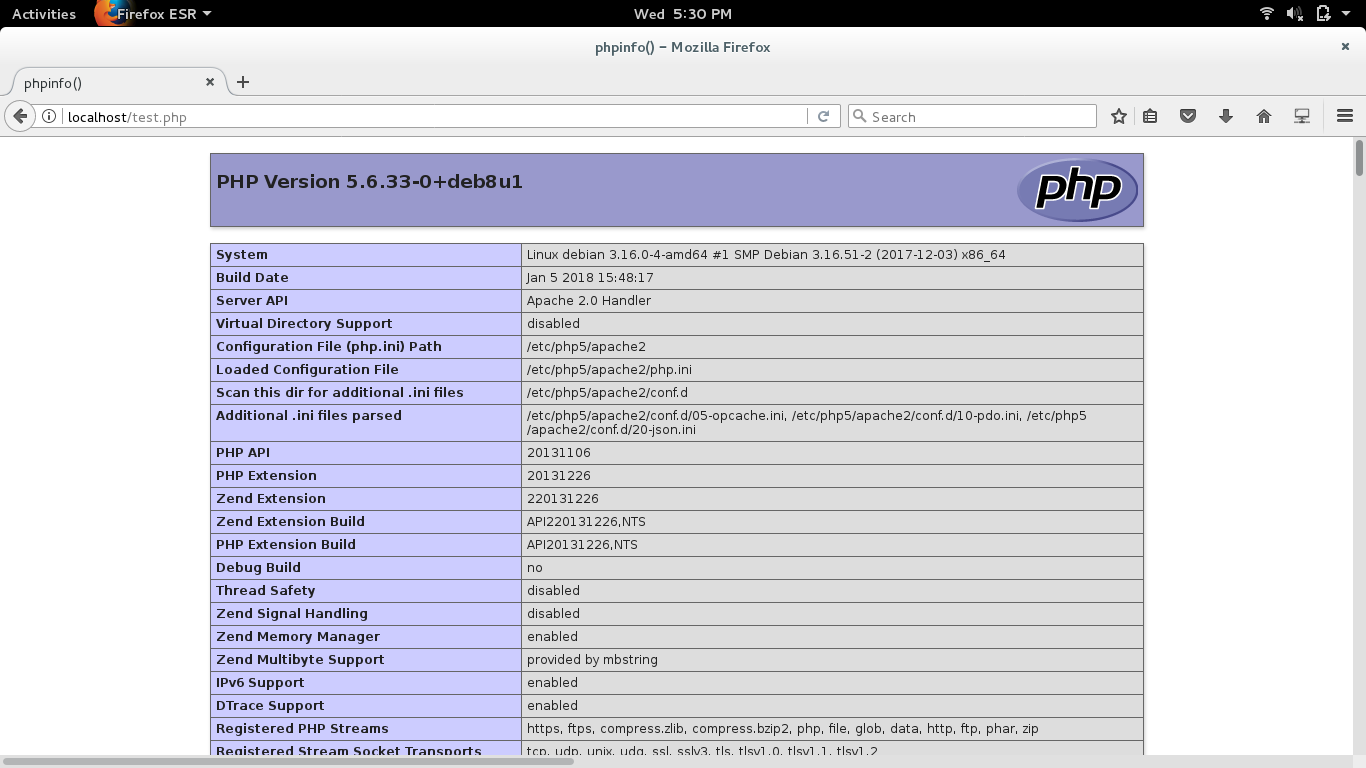 Activities Firefox ESR Wed 5:30 PM
phpinfo() – Mozilla Firefox
phpinfo()
localhost/test.php Search
PHP Version 5.6.33-0+deb8u1 php
System Linux debian 3.16.0-4-amd64 #1 SMP Debian 3.16.51-2 (2017-12-03) x86_64
Build Date Jan 5 2018 15:48:17
Server API Apache 2.0 Handler
Virtual Directory Support disabled
Configuration File (php.ini) Path /etc/php5/apache2
Loaded Configuration File /etc/php5/apache2/php.ini
Scan this dir for additional .ini files /etc/php5/apache2/conf.d
Additional .ini files parsed /etc/php5/apache2/conf.d/05-opcache.ini, /etc/php5/apache2/conf.d/10-pdo.ini, /etc/php5
/apache2/conf.d/20-json.ini
PHP API 20131106
PHP Extension 20131226
Zend Extension 220131226
Zend Extension Build API220131226,NTS
PHP Extension Build API20131226,NTS
Debug Build no
Thread Safety disabled
Zend Signal Handling disabled
Zend Memory Manager enabled
Zend Multibyte Support provided by mbstring
IPv6 Support enabled
DTrace Support enabled
Registered PHP Streams https, ftps, compress.zlib, compress.bzip2, php, file, glob, data, http, ftp, phar, zip
Registered Stream Socket Transports tcp, udp, unix, udg, ssl, sslv3, tls, tlsv1.0, tlsv1.1, tlsv1.2